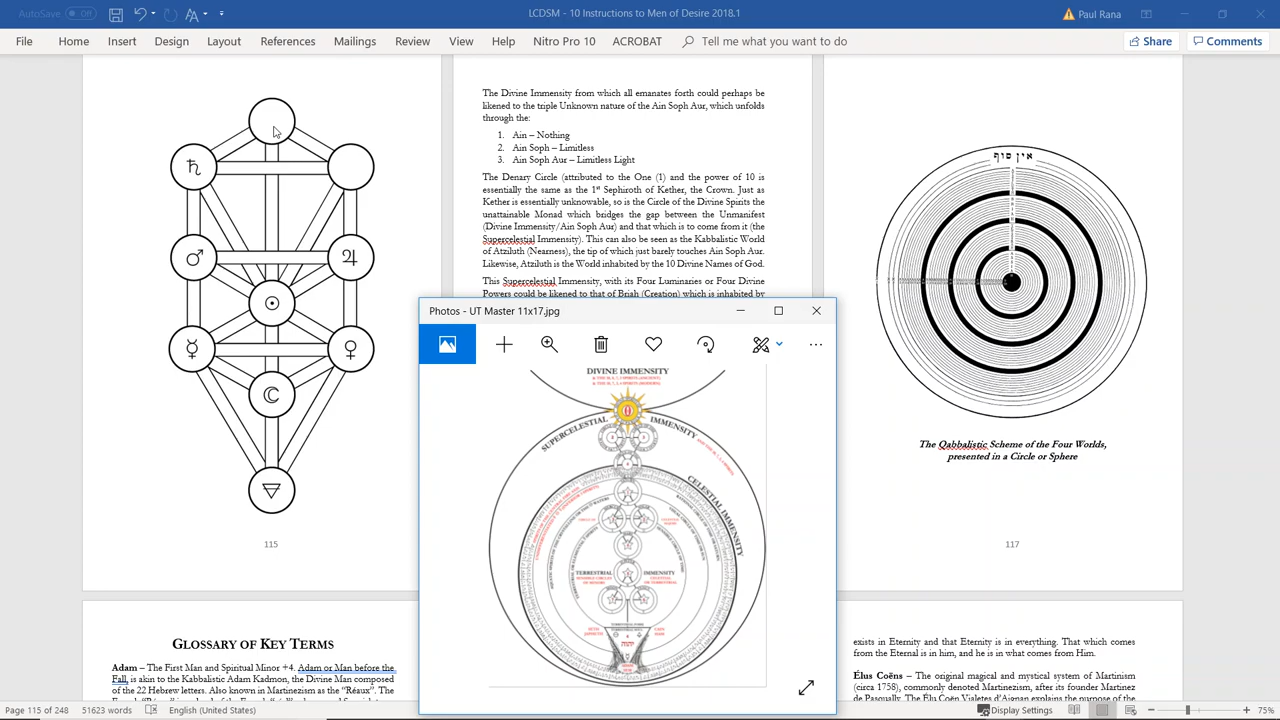 AutoSave Off
LCDSM - 10 Instructions to Men of Desire 2018.1
Paul Rana
File Home Insert Design Layout References Mailings Review View Help Nitro Pro 10 ACROBAT Tell me what you want to do Share Comments
♄
♂
♃
☉
☿
♀
☾
115
The Divine Immensity from which all emanates forth could perhaps be
likened to the triple Unknown nature of the Ain Soph Aur, which unfolds
through the:
1. Ain – Nothing
2. Ain Soph – Limitless
3. Ain Soph Aur – Limitless Light
The Denary Circle (attributed to the One (1) and the power of 10 is
essentially the same as the 1st Sephiroth of Kether, the Crown. Just as
Kether is essentially unknowable, so is the Circle of the Divine Spirits the
unattainable Monad which bridges the gap between the Unmanifest
(Divine Immensity/Ain Soph Aur) and that which is to come from it (the
Supercelestial Immensity). This can also be seen as the Kabbalistic World
of Atziluth (Nearness), the tip of which just barely touches Ain Soph Aur.
Likewise, Atziluth is the World inhabited by the 10 Divine Names of God.
This Supercelestial Immensity, with its Four Luminaries or Four Divine
Powers could be likened to that of Briah (Creation) which is inhabited by
אין סוף
The Qabbalistic Scheme of the Four Worlds,
presented in a Circle or Sphere
117
Photos - UT Master 11x17.jpg
DIVINE IMMENSITY
SUPERCELESTIAL IMMENSITY
CELESTIAL IMMENSITY
TERRESTRIAL IMMENSITY
יהוה
GLOSSARY OF KEY TERMS
Adam – The First Man and Spiritual Minor +4. Adam or Man before the
Fall, is akin to the Kabbalistic Adam Kadmon, the Divine Man composed
of the 22 Hebrew letters. Also known in Martinezism as the “Réaux”. The
exists in Eternity and that Eternity is in everything. That which comes
from the Eternal is in him, and he is in what comes from Him.
Élus Coëns – The original magical and mystical system of Martinism
(circa 1758), commonly denoted Martinezism, after its founder Martinez
Page 115 of 248 51623 words English (United States) Display Settings 75%